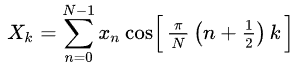 X_k = \sum_{n=0}^{N-1} x_n \cos\left[ \frac{\pi}{N} \left( n + \frac{1}{2} \right) k \right]